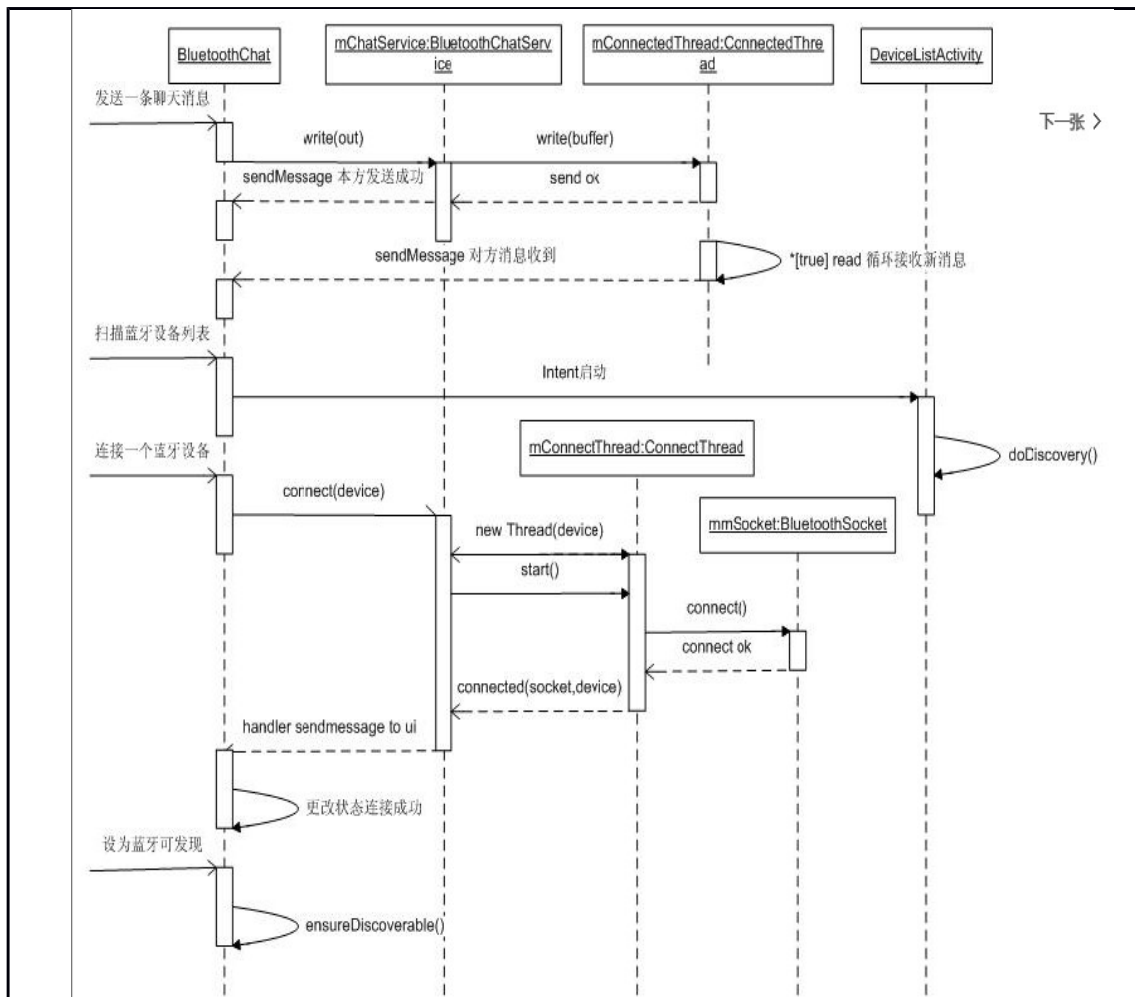 BluetoothChat
mChatService:BluetoothChatServ
ice
mConnectedThread:ConnectedThre
ad
DeviceListActivity
发送一条聊天消息
下一张
write(out)
write(buffer)
sendMessage 本方发送成功
send ok
sendMessage 对方消息收到
*[true] read 循环接收新消息
扫描蓝牙设备列表
Intent启动
连接一个蓝牙设备
mConnectThread:ConnectThread
doDiscovery()
connect(device)
mmSocket:BluetoothSocket
new Thread(device)
start()
connect()
connect ok
connected(socket,device)
handler sendmessage to ui
更改状态连接成功
设为蓝牙可发现
ensureDiscoverable()